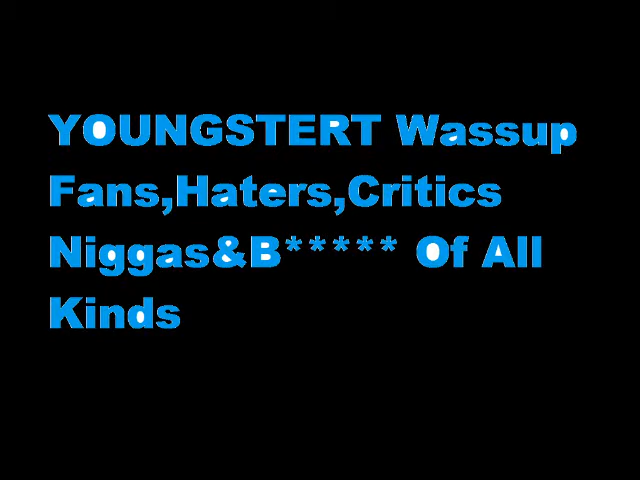 YOUNGSTERT Wassup
Fans,Haters,Critics
Niggas&B***** Of All
Kinds